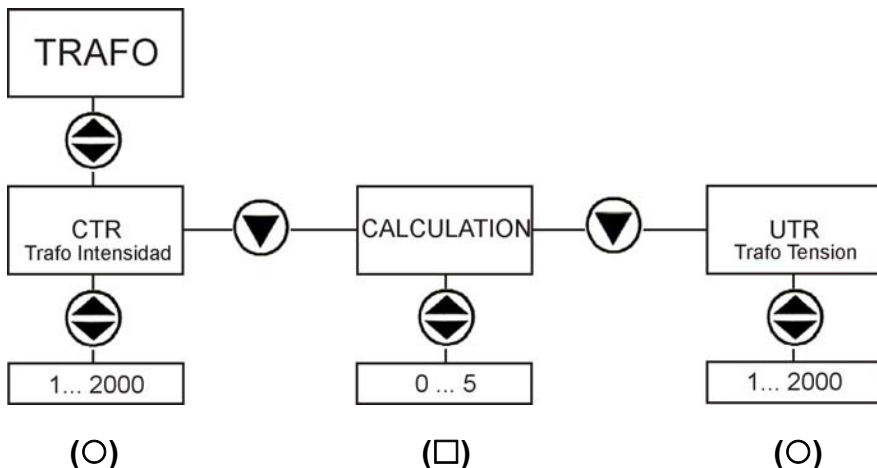 TRAFO
CTR
Trafo Intensidad
CALCULATION
UTR
Trafo Tension
1... 2000
0 ... 5
1... 2000
(○)
(□)
(○)